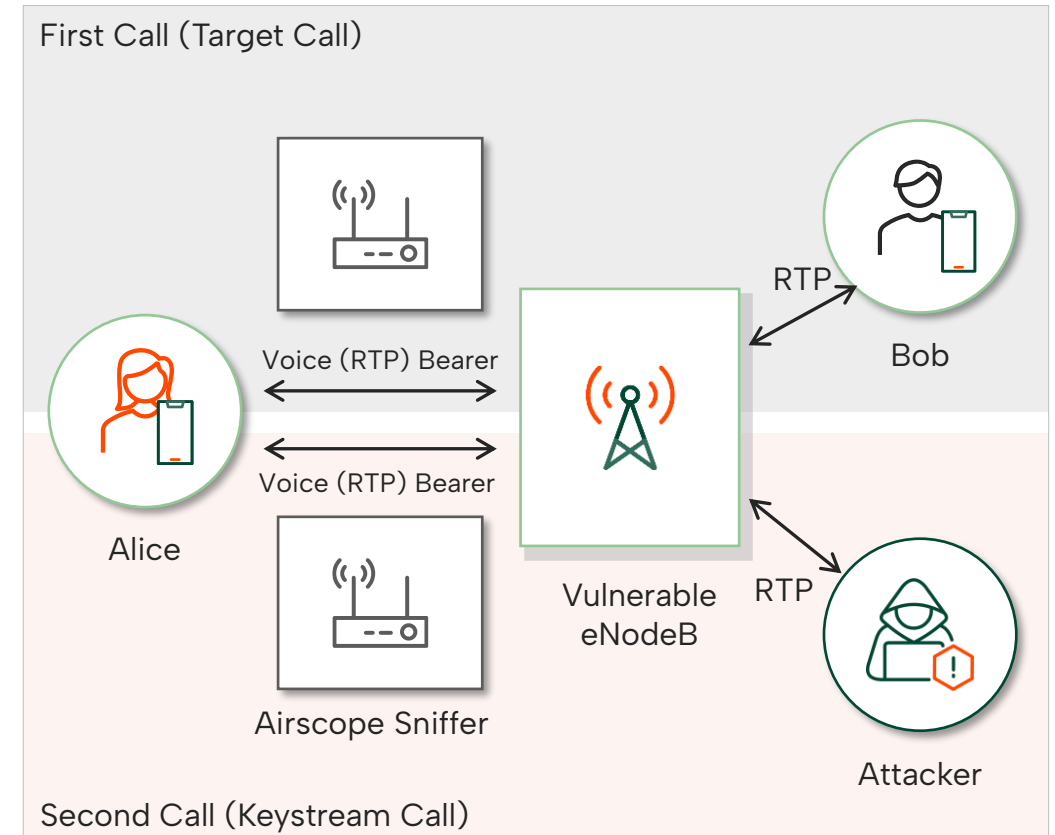 First Call (Target Call)
RTP
Voice (RTP) Bearer
Bob
Voice (RTP) Bearer
Alice
Vulnerable
eNodeB
RTP
Airscope Sniffer
Attacker
Second Call (Keystream Call)